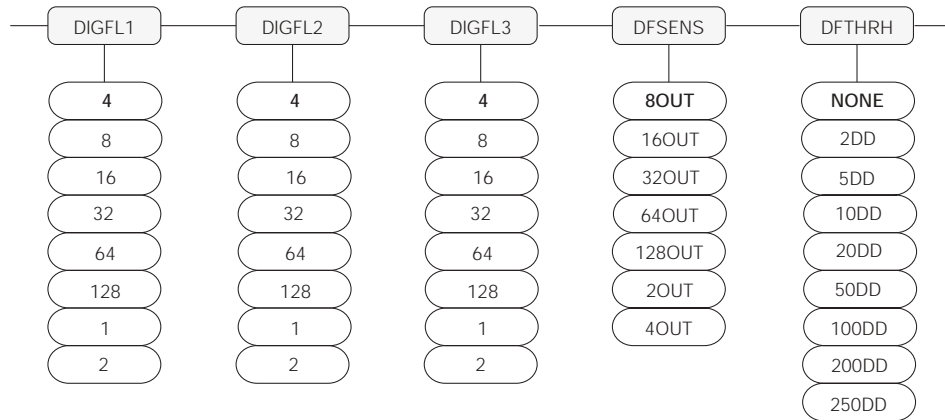 DIGFL1 DIGFL2 DIGFL3 DFSENS DFTHRH
4 4 4 8OUT NONE
8 8 8 16OUT 2DD
16 16 16 32OUT 5DD
32 32 32 64OUT 10DD
64 64 64 128OUT 20DD
128 128 128 2OUT 50DD
1 1 1 4OUT 100DD
2 2 2 200DD
250DD